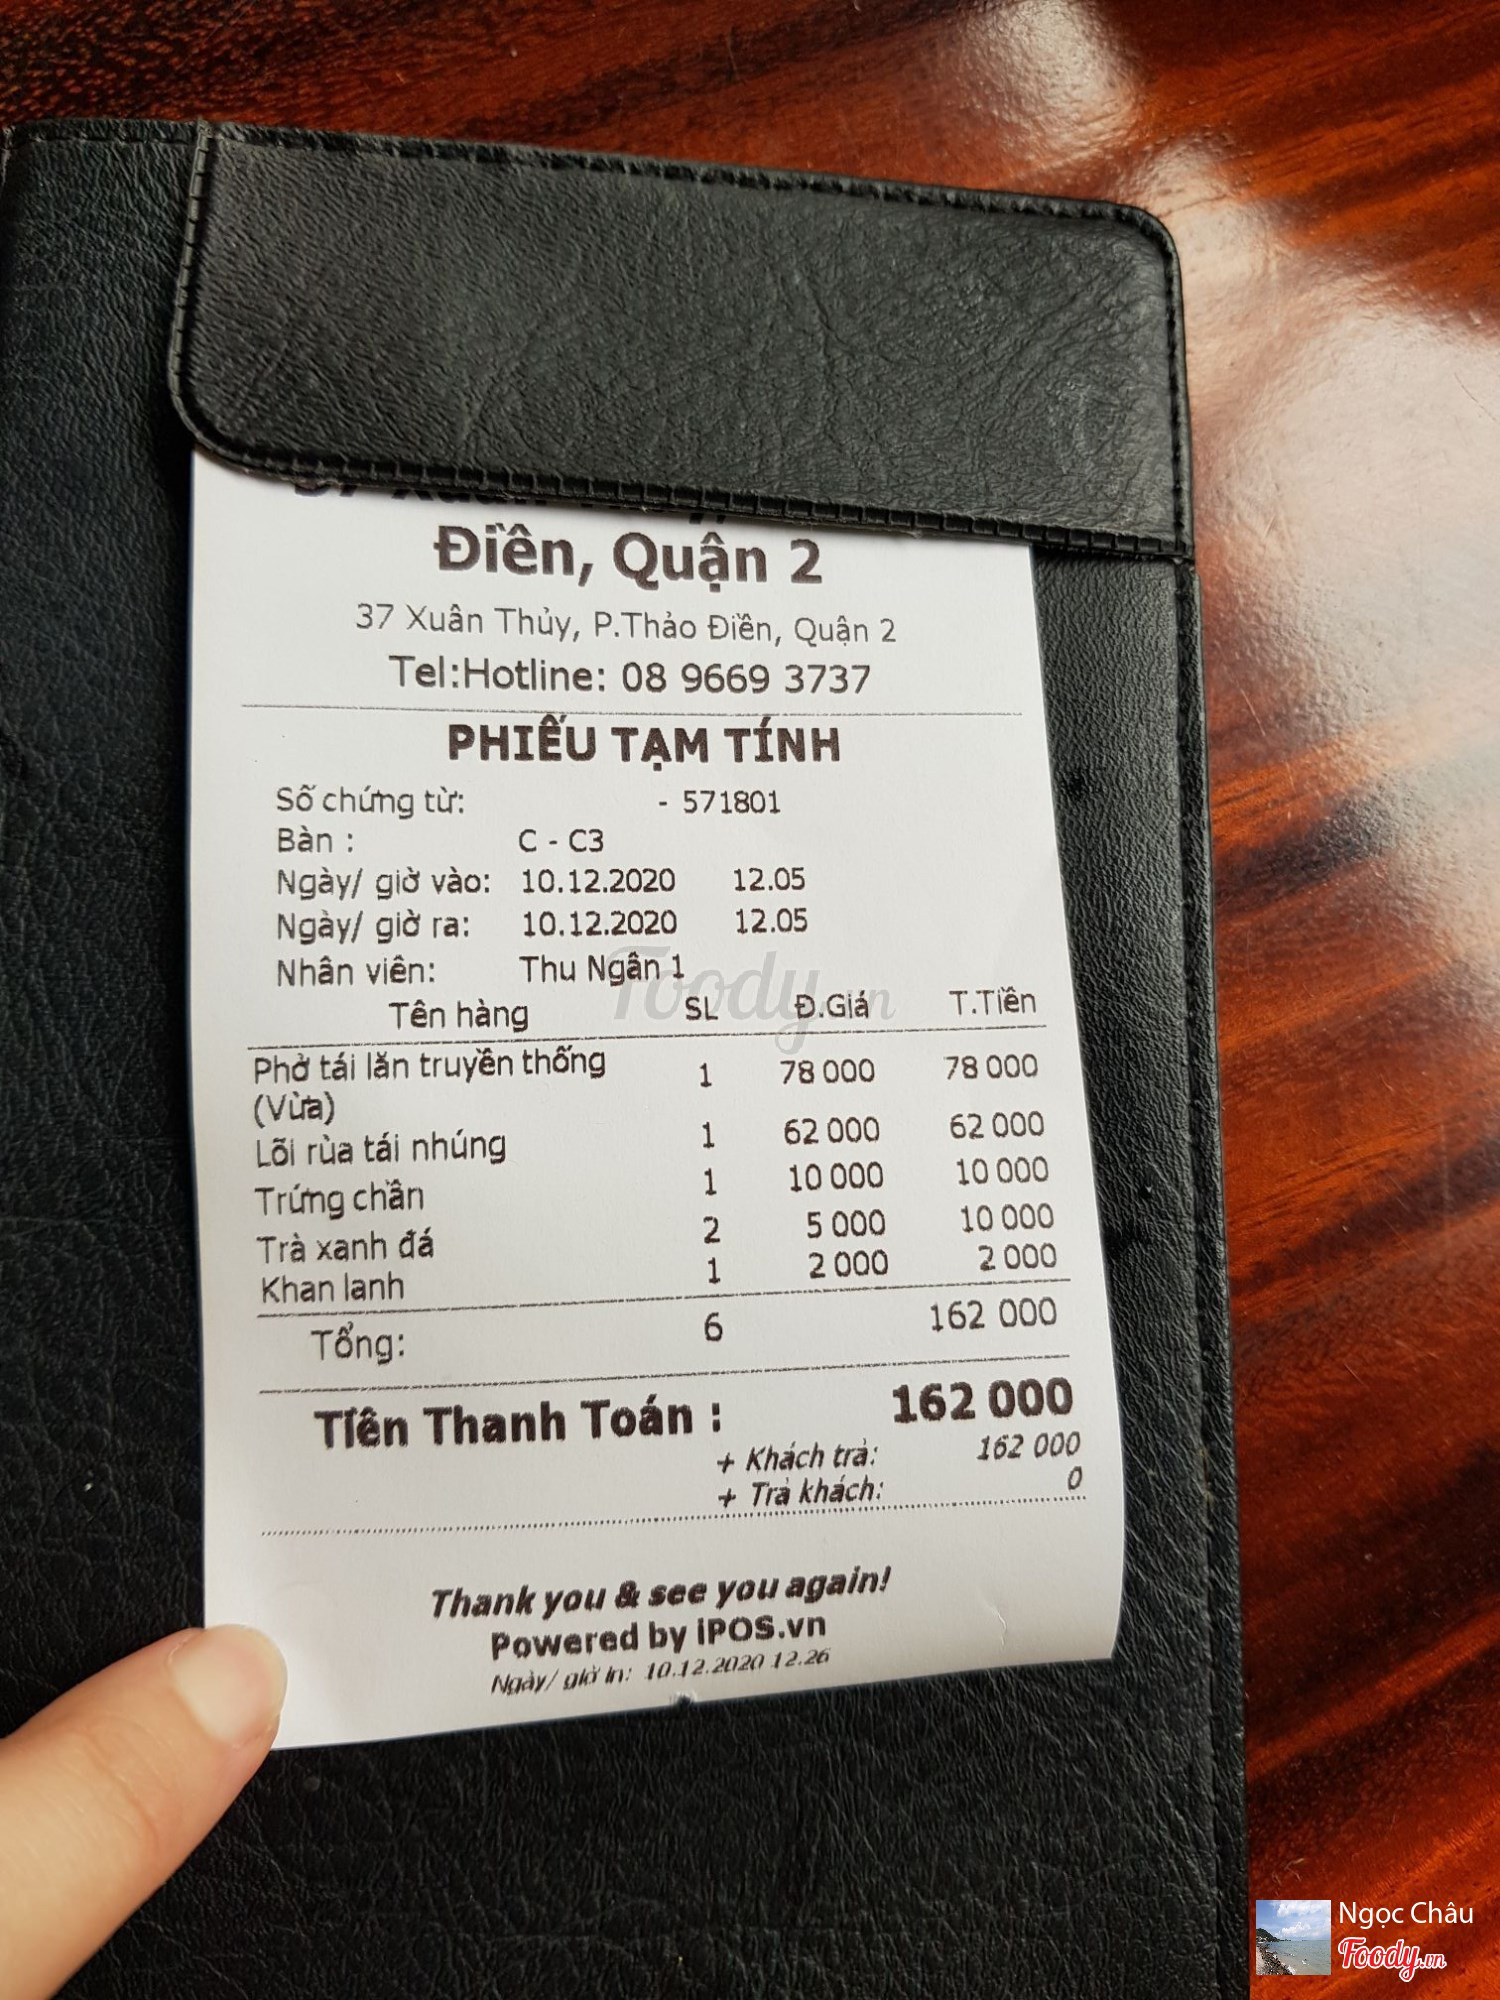 Điền, Quận 2
37 Xuân Thủy, P.Thảo Điền, Quận 2
Tel:Hotline: 08 9669 3737
PHIẾU TẠM TÍNH
Số chứng từ: - 571801
Bàn : C - C3
Ngày/ giờ vào: 10.12.2020 12.05
Ngày/ giờ ra: 10.12.2020 12.05
Nhân viên: Thu Ngân 1
Foody.vn
Tên hàng SL Đ.Giá T.Tiền
Phở tái lăn truyền thống 1 78 000 78 000
(Vừa)
Lõi rùa tái nhúng 1 62 000 62 000
Trứng chần 1 10 000 10 000
Trà xanh đá 2 5 000 10 000
Khan lanh 1 2 000 2 000
Tổng: 6 162 000
Tiền Thanh Toán : 162 000
+ Khách trả: 162 000
+ Trả khách: 0
Thank you & see you again!
Powered by iPOS.vn
Ngày/ giờ in: 10.12.2020 12.26
Ngọc Châu
Foody.vn